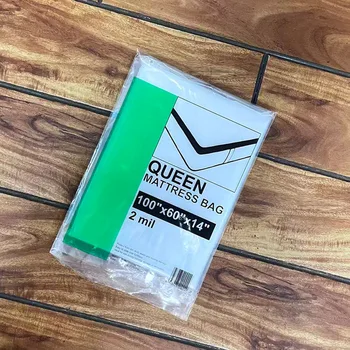 QUEEN
MATTRESS BAG
100"x60"x14"
2 mil